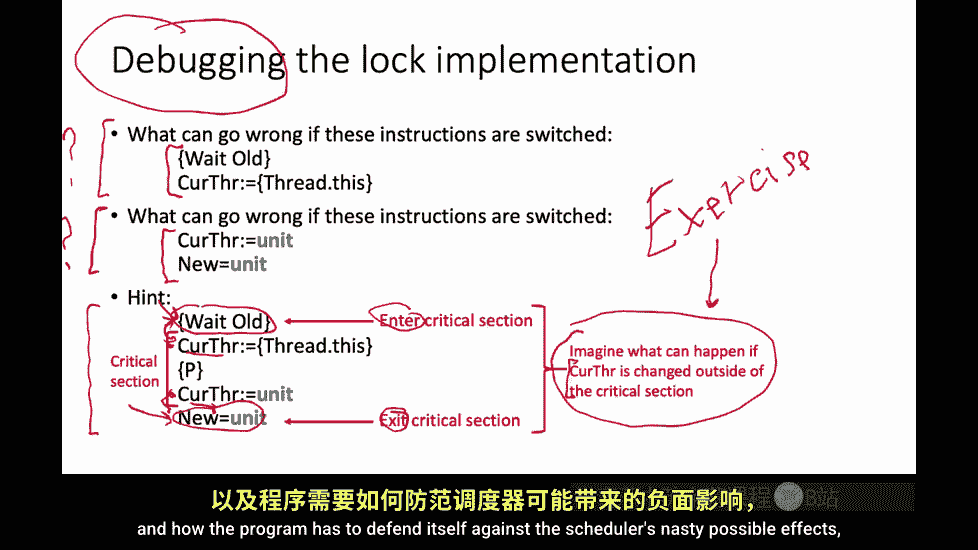 Debugging the lock implementation
• What can go wrong if these instructions are switched:
{Wait Old}
CurThr:={Thread.this}
• What can go wrong if these instructions are switched:
CurThr:=unit
New=unit
Exercise
• Hint:
{Wait Old}
Enter critical section
CurThr:={Thread.this}
{P}
CurThr:=unit
New=unit
Exit critical section
Critical
section
Imagine what can happen if
CurThr is changed outside of
the critical section
?
?
以及程序需要如何防范调度器可能带来的负面影响，
and how the program has to defend itself against the scheduler's nasty possible effects,